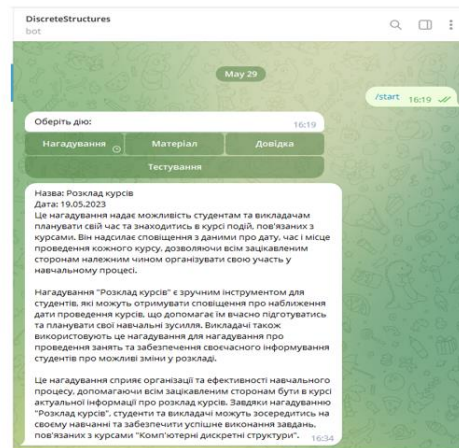 DiscreteStructures
bot
May 29
/start 16:19
Оберіть дію:
16:19
Нагадування Матеріал Довідка
Тестування
Назва: Розклад курсів
Дата: 19.05.2023
Це нагадування надає можливість студентам та викладачам
планувати свій час та знаходитись в курсі подій, пов'язаних з
курсами. Він надсилає сповіщення з даними про дату, час і місце
проведення кожного курсу, дозволяючи всім зацікавленим
сторонам належним чином організувати свою участь у
навчальному процесі.
Нагадування "Розклад курсів" є зручним інструментом для
студентів, які можуть отримувати сповіщення про наближення
дати проведення курсів, що допомагає їм вчасно підготуватись
та планувати свої навчальні зусилля. Викладачі також
використовують це нагадування для нагадування про
проведення занять та забезпечення своєчасного інформування
студентів про можливі зміни у розкладі.
Це нагадування сприяє організації та ефективності навчального
процесу, допомагаючи всім зацікавленим сторонам бути в курсі
актуальної інформації про розклад курсів. Завдяки нагадуванню
"Розклад курсів", студенти та викладачі можуть зосередитись на
своєму навчанні та забезпечити успішне виконання завдань,
пов'язаних з курсами "Комп'ютерні дискретні структури".
16:34